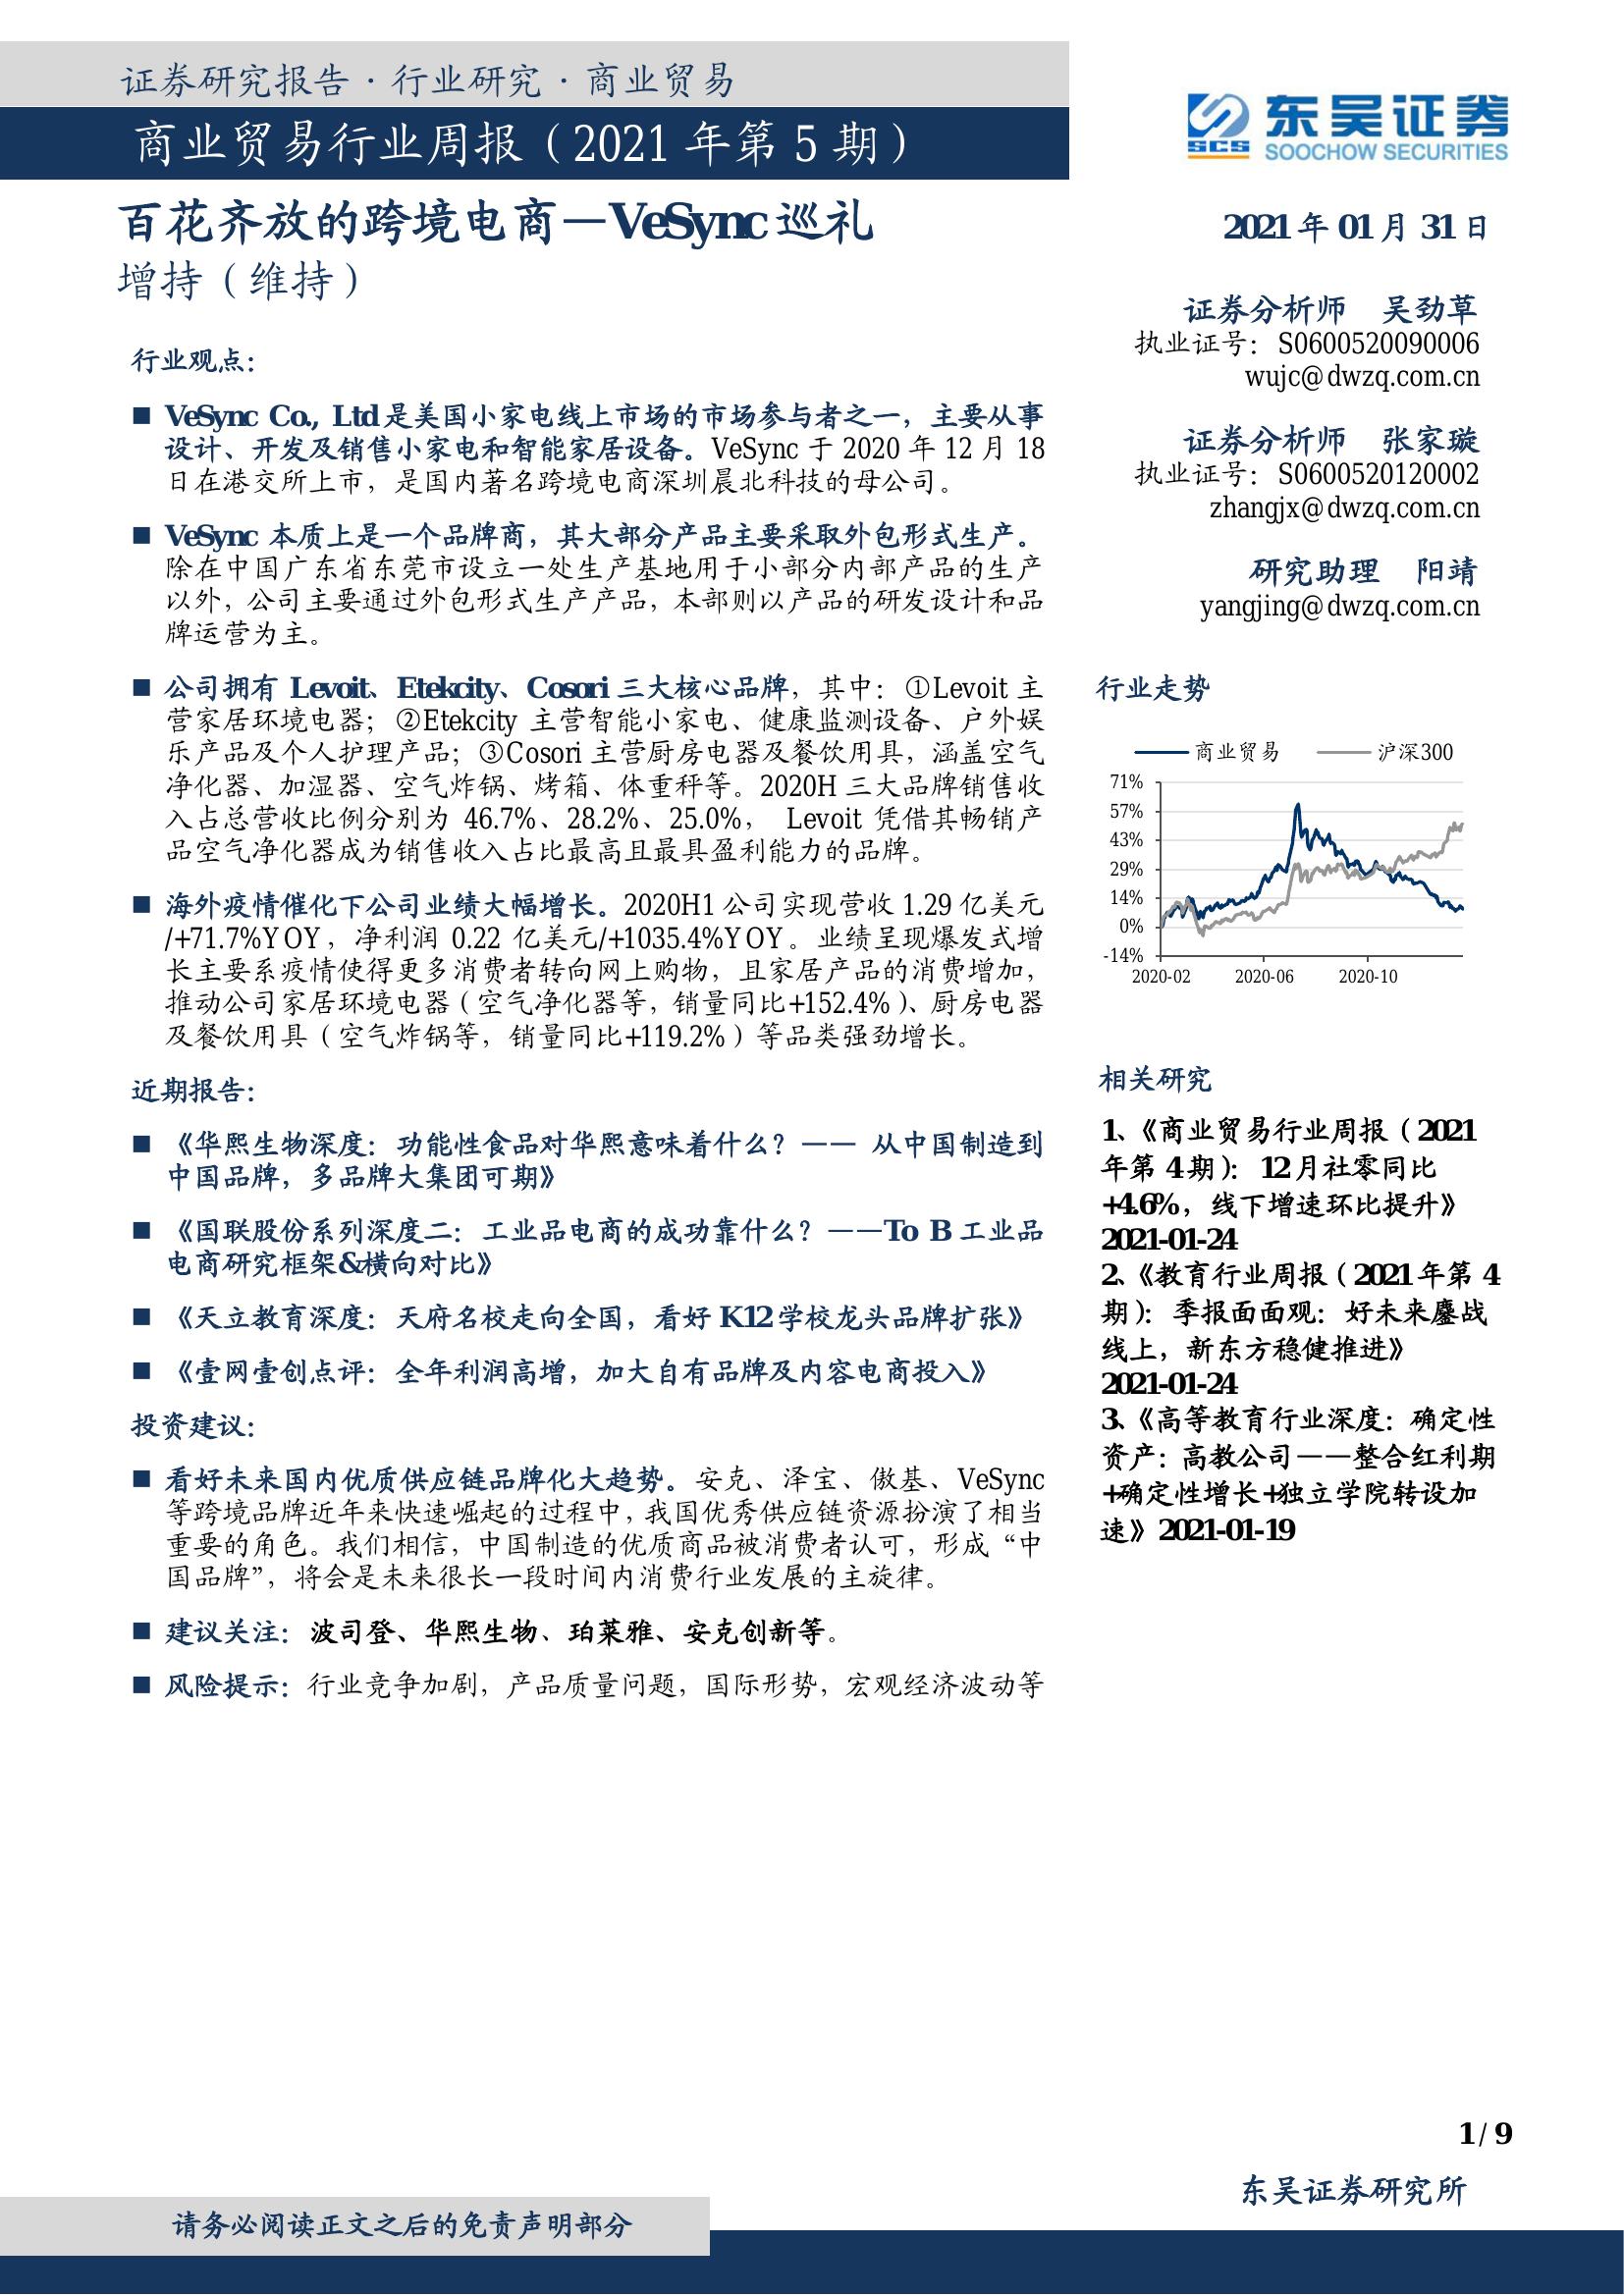 证券研究报告·行业研究·商业贸易
商业贸易行业周报（2021 年第 5 期）
SCS 东吴证券
SOOCHOW SECURITIES
百花齐放的跨境电商—VeSync 巡礼
增持（维持）
2021 年 01 月 31 日
证券分析师 吴劲草
执业证号：S0600520090006
wujc@dwzq.com.cn
证券分析师 张家璇
执业证号：S0600520120002
zhangjx@dwzq.com.cn
研究助理 阳靖
yangjing@dwzq.com.cn
行业观点：
■ VeSync Co., Ltd 是美国小家电线上市场的市场参与者之一，主要从事
设计、开发及销售小家电和智能家居设备。VeSync 于 2020 年 12 月 18
日在港交所上市，是国内著名跨境电商深圳晨北科技的母公司。
■ VeSync 本质上是一个品牌商，其大部分产品主要采取外包形式生产。
除在中国广东省东莞市设立一处生产基地用于小部分内部产品的生产
以外，公司主要通过外包形式生产产品，本部则以产品的研发设计和品
牌运营为主。
■ 公司拥有 Levoit、Etekcity、Cosori 三大核心品牌，其中：①Levoit 主
营家居环境电器；②Etekcity 主营智能小家电、健康监测设备、户外娱
乐产品及个人护理产品；③Cosori 主营厨房电器及餐饮用具，涵盖空气
净化器、加湿器、空气炸锅、烤箱、体重秤等。2020H 三大品牌销售收
入占总营收比例分别为 46.7%、28.2%、25.0%， Levoit 凭借其畅销产
品空气净化器成为销售收入占比最高且最具盈利能力的品牌。
■ 海外疫情催化下公司业绩大幅增长。2020H1 公司实现营收 1.29 亿美元
/+71.7%YOY，净利润 0.22 亿美元/+1035.4%YOY。业绩呈现爆发式增
长主要系疫情使得更多消费者转向网上购物，且家居产品的消费增加，
推动公司家居环境电器（空气净化器等，销量同比+152.4%）、厨房电器
及餐饮用具（空气炸锅等，销量同比+119.2%）等品类强劲增长。
近期报告：
■ 《华熙生物深度：功能性食品对华熙意味着什么？—— 从中国制造到
中国品牌，多品牌大集团可期》
■ 《国联股份系列深度二：工业品电商的成功靠什么？——To B 工业品
电商研究框架&横向对比》
■ 《天立教育深度：天府名校走向全国，看好 K12 学校龙头品牌扩张》
■ 《壹网壹创点评：全年利润高增，加大自有品牌及内容电商投入》
投资建议：
■ 看好未来国内优质供应链品牌化大趋势。安克、泽宝、傲基、VeSync
等跨境品牌近年来快速崛起的过程中，我国优秀供应链资源扮演了相当
重要的角色。我们相信，中国制造的优质商品被消费者认可，形成“中
国品牌”，将会是未来很长一段时间内消费行业发展的主旋律。
■ 建议关注：波司登、华熙生物、珀莱雅、安克创新等。
■ 风险提示：行业竞争加剧，产品质量问题，国际形势，宏观经济波动等
行业走势
商业贸易 沪深300
71%
57%
43%
29%
14%
0%
-14%
2020-02 2020-06 2020-10
相关研究
1、《商业贸易行业周报（2021
年第 4 期）：12 月社零同比
+4.6%，线下增速环比提升》
2021-01-24
2、《教育行业周报（2021 年第 4
期）：季报面面观：好未来鏖战
线上，新东方稳健推进》
2021-01-24
3、《高等教育行业深度：确定性
资产：高教公司——整合红利期
+确定性增长+独立学院转设加
速》2021-01-19
1 / 9
东吴证券研究所
请务必阅读正文之后的免责声明部分